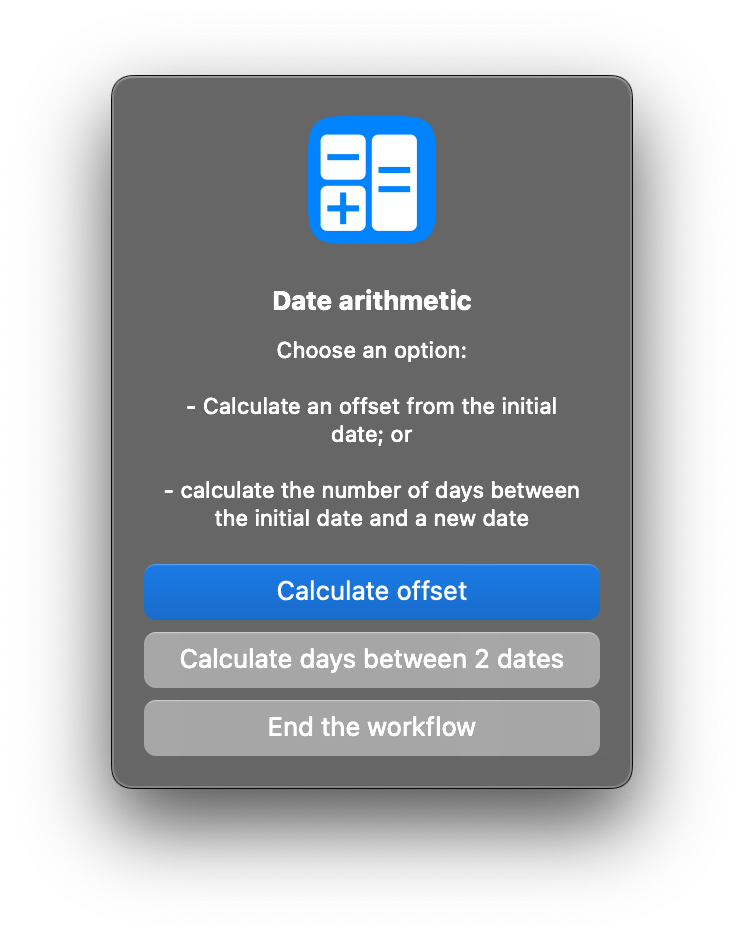 Date arithmetic
Choose an option:
- Calculate an offset from the initial
date; or
- calculate the number of days between
the initial date and a new date
Calculate offset
Calculate days between 2 dates
End the workflow